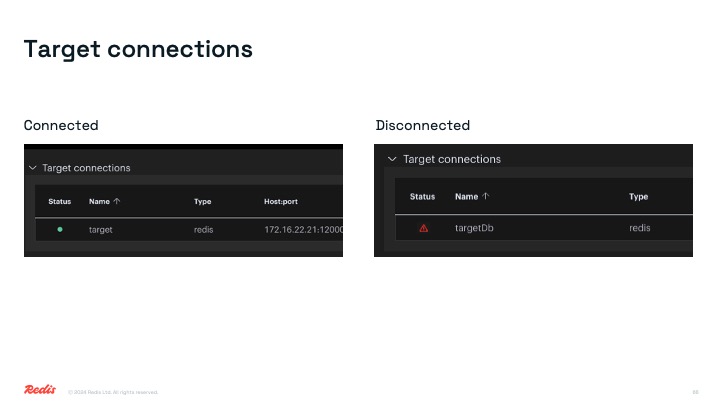 Target connections
Connected
Disconnected
Target connections
Status Name ↑ Type Host:port
target redis 172.16.22.21:12000
Target connections
Status Name ↑ Type
targetDb redis
Redis
© 2024 Redis Ltd. All rights reserved.